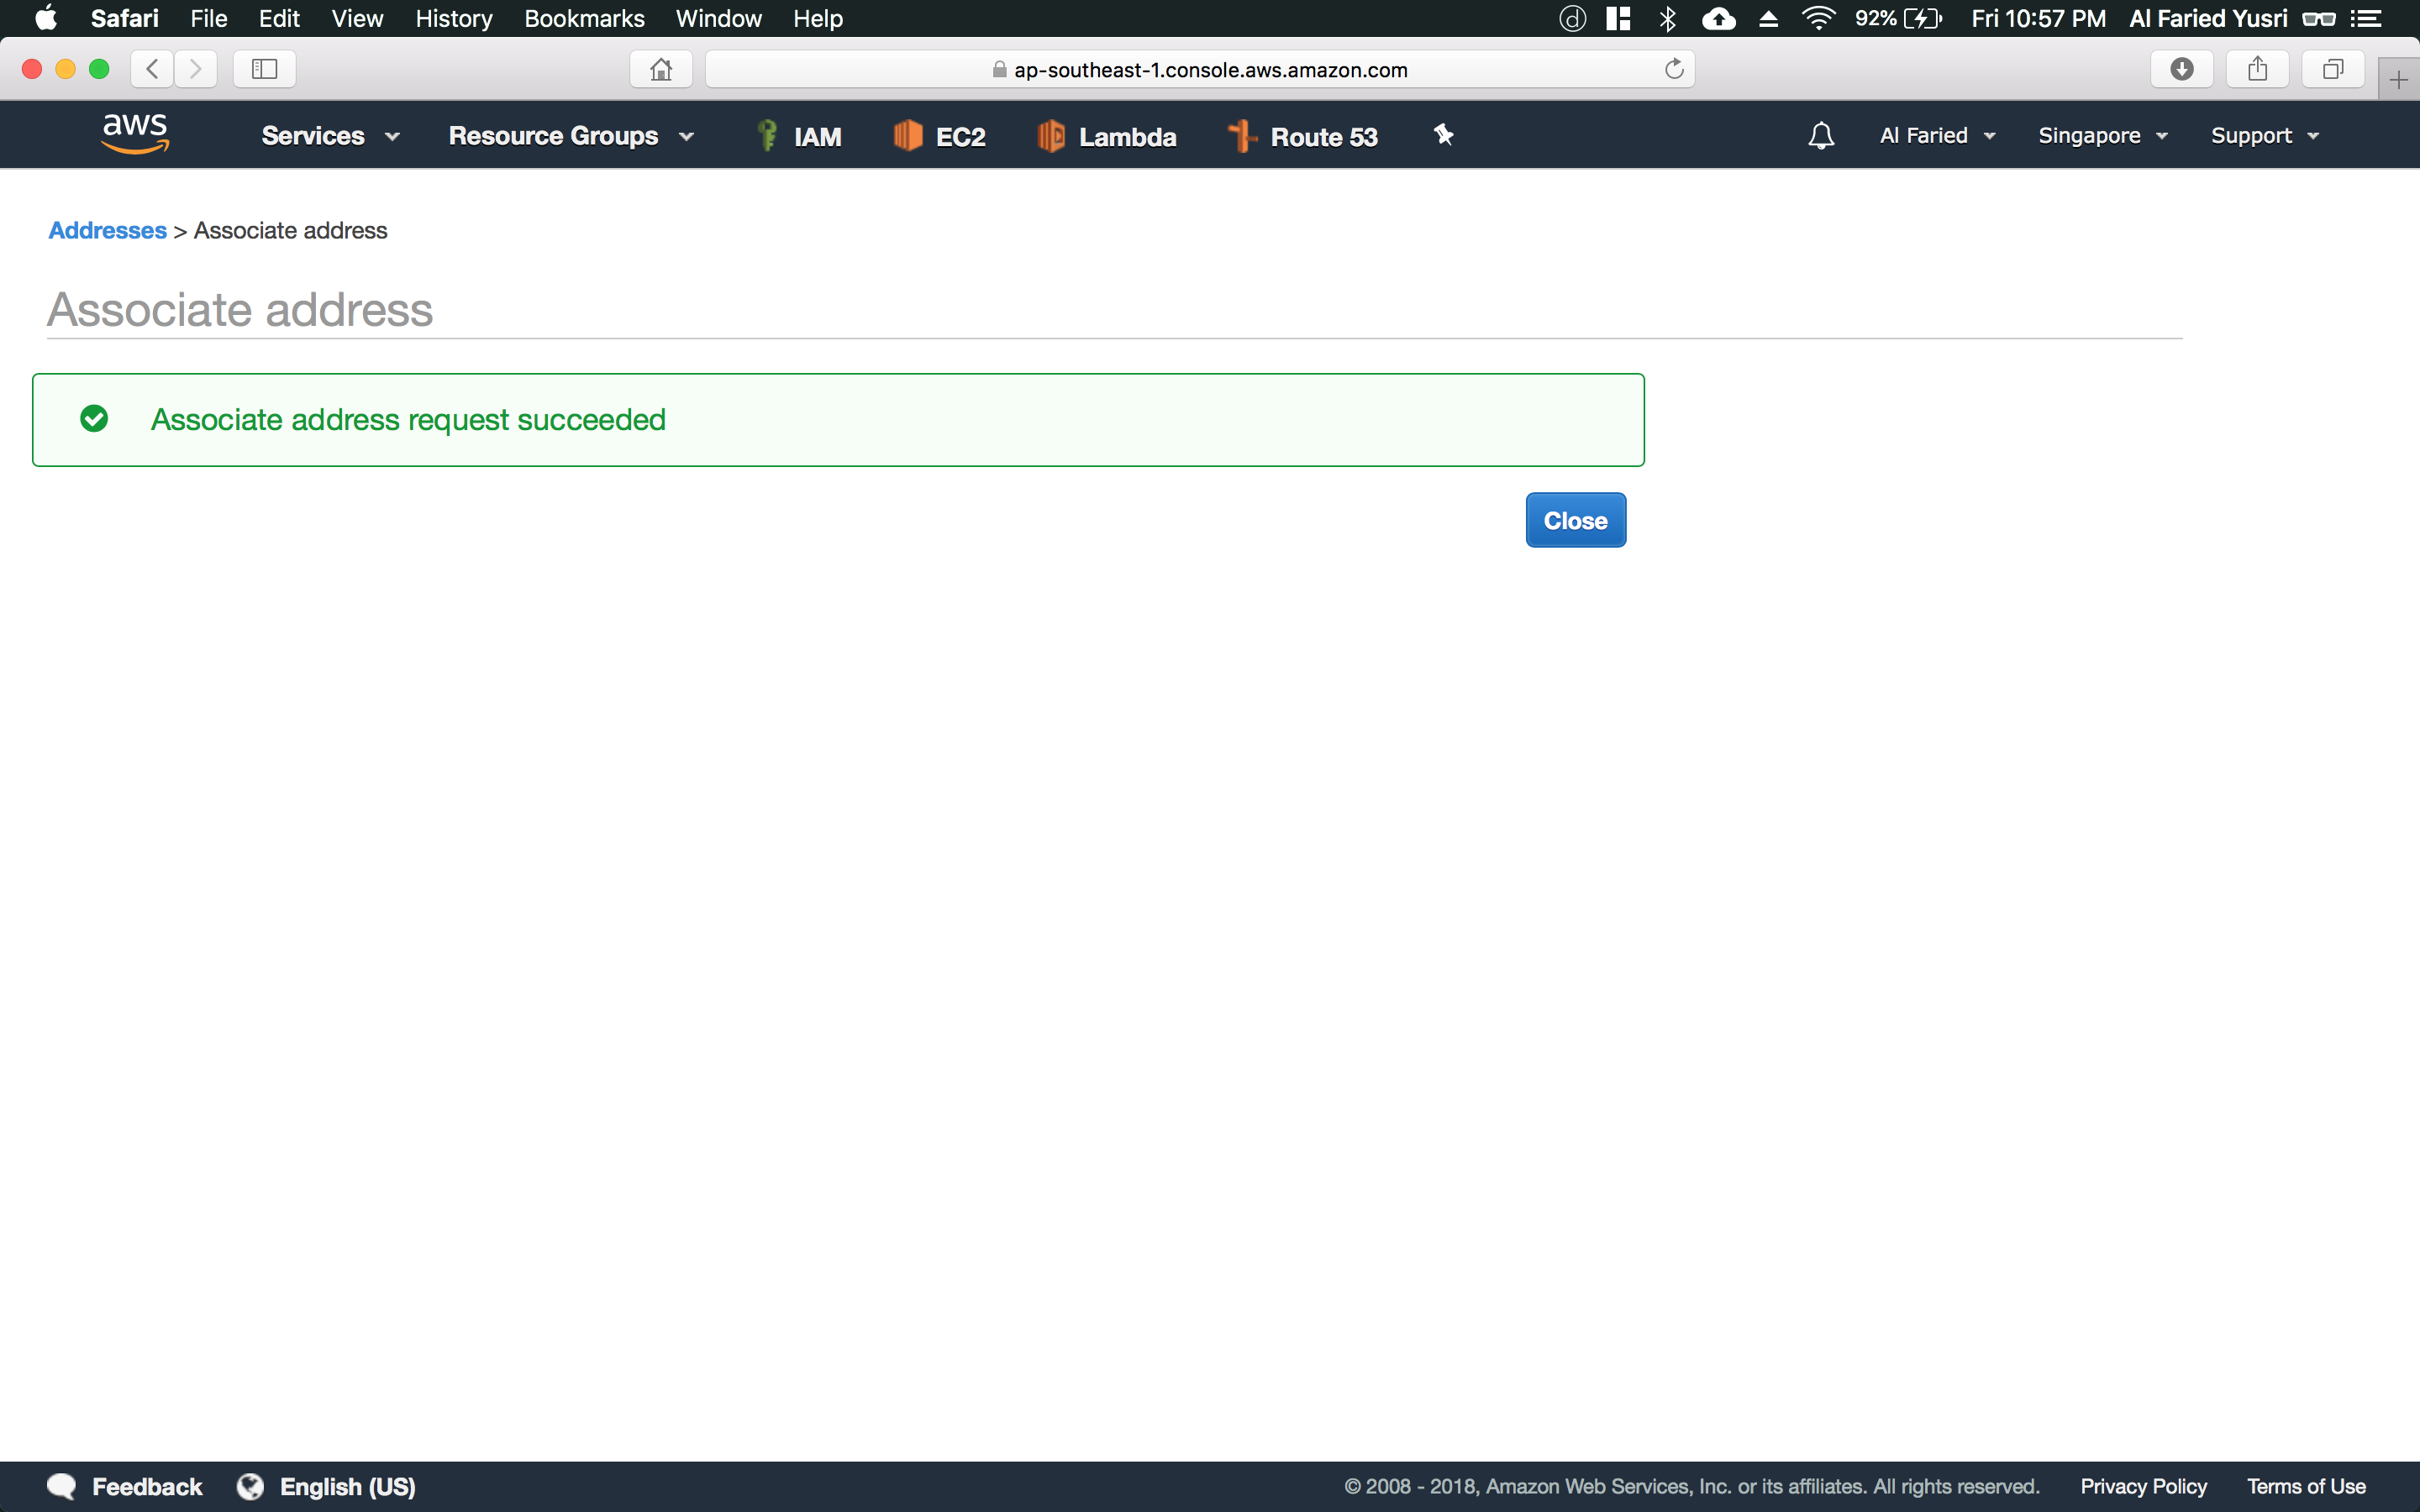 Safari File Edit View History Bookmarks Window Help 92% Fri 10:57 PM Al Faried Yusri
ap-southeast-1.console.aws.amazon.com
aws Services Resource Groups IAM EC2 Lambda Route 53 Al Faried Singapore Support
Addresses > Associate address
Associate address
Associate address request succeeded
Close
Feedback English (US) © 2008 - 2018, Amazon Web Services, Inc. or its affiliates. All rights reserved. Privacy Policy Terms of Use